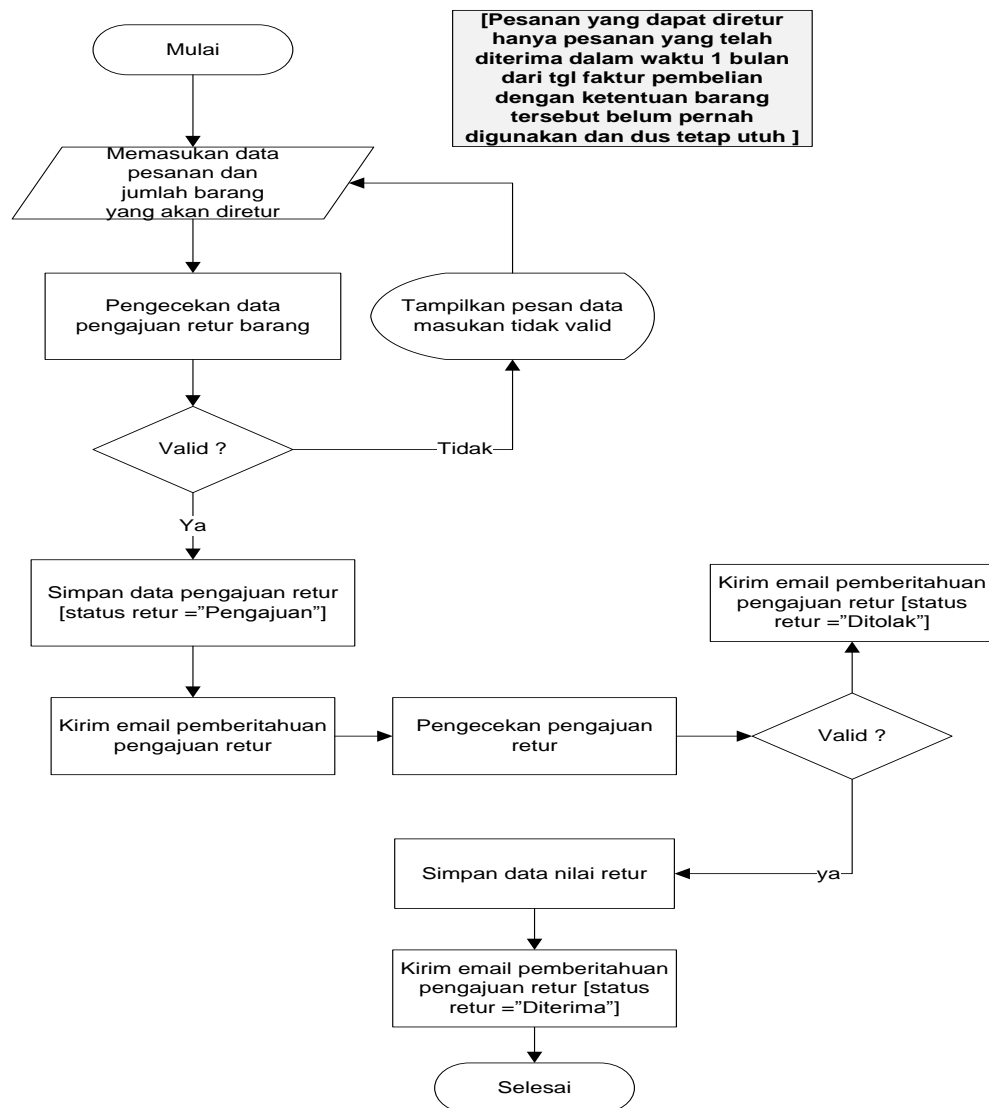 Mulai
[Pesanan yang dapat diretur
hanya pesanan yang telah
diterima dalam waktu 1 bulan
dari tgl faktur pembelian
dengan ketentuan barang
tersebut belum pernah
digunakan dan dus tetap utuh ]
Memasukan data
pesanan dan
jumlah barang
yang akan diretur
Pengecekan data
pengajuan retur barang
Tampilkan pesan data
masukan tidak valid
Valid ?
Tidak
Ya
Simpan data pengajuan retur
[status retur =”Pengajuan”]
Kirim email pemberitahuan
pengajuan retur [status
retur =”Ditolak”]
Kirim email pemberitahuan
pengajuan retur
Pengecekan pengajuan
retur
Valid ?
ya
Simpan data nilai retur
Kirim email pemberitahuan
pengajuan retur [status
retur =”Diterima”]
Selesai